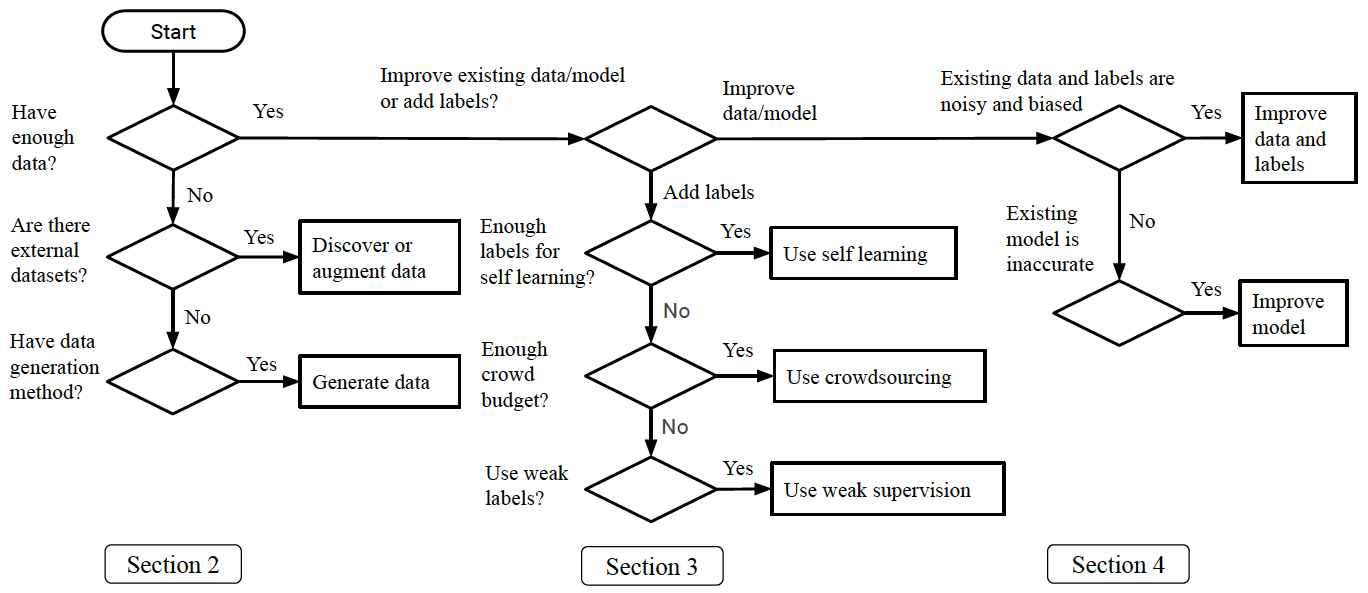 Start
Have
enough
data?
Yes
Improve existing data/model
or add labels?
Improve
data/model
Existing data and labels are
noisy and biased
Yes
Improve
data and
labels
No
Add labels
No
Are there
external
datasets?
Yes
Discover or
augment data
Enough
labels for
self learning?
Yes
Use self learning
Existing
model is
inaccurate
Yes
Improve
model
No
No
Have data
generation
method?
Yes
Generate data
Enough
crowd
budget?
Yes
Use crowdsourcing
No
Use weak
labels?
Yes
Use weak supervision
Section 2
Section 3
Section 4